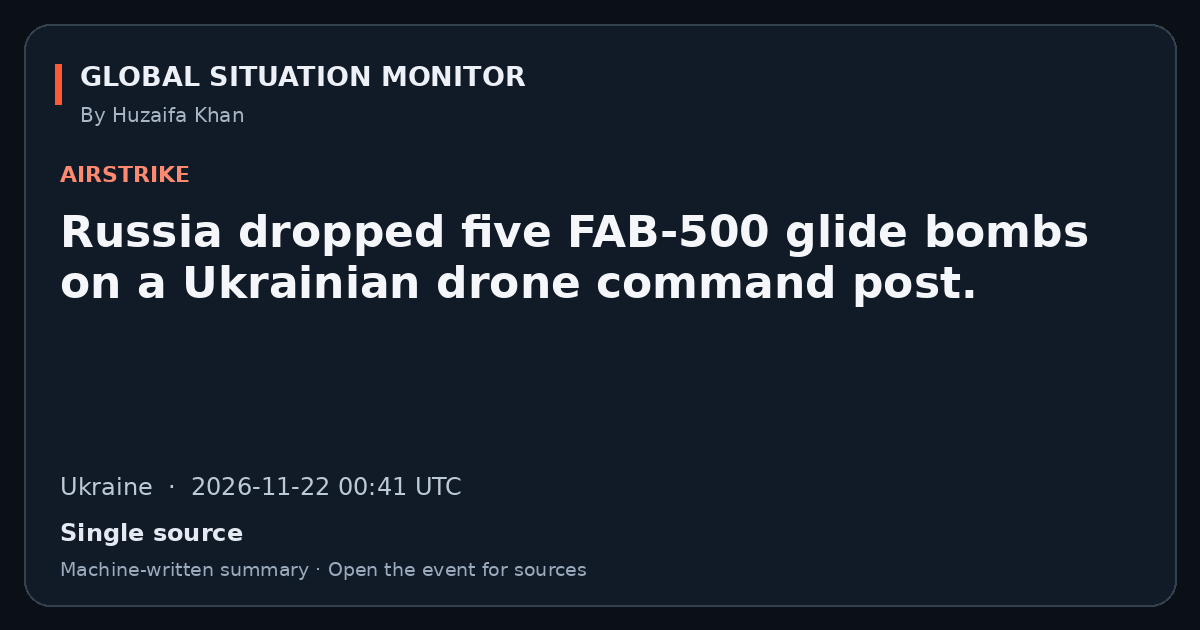 GLOBAL SITUATION MONITOR
By Huzaifa Khan
AIRSTRIKE
Russia dropped five FAB-500 glide bombs
on a Ukrainian drone command post.
Ukraine · 2026-11-22 00:41 UTC
Single source
Machine-written summary · Open the event for sources